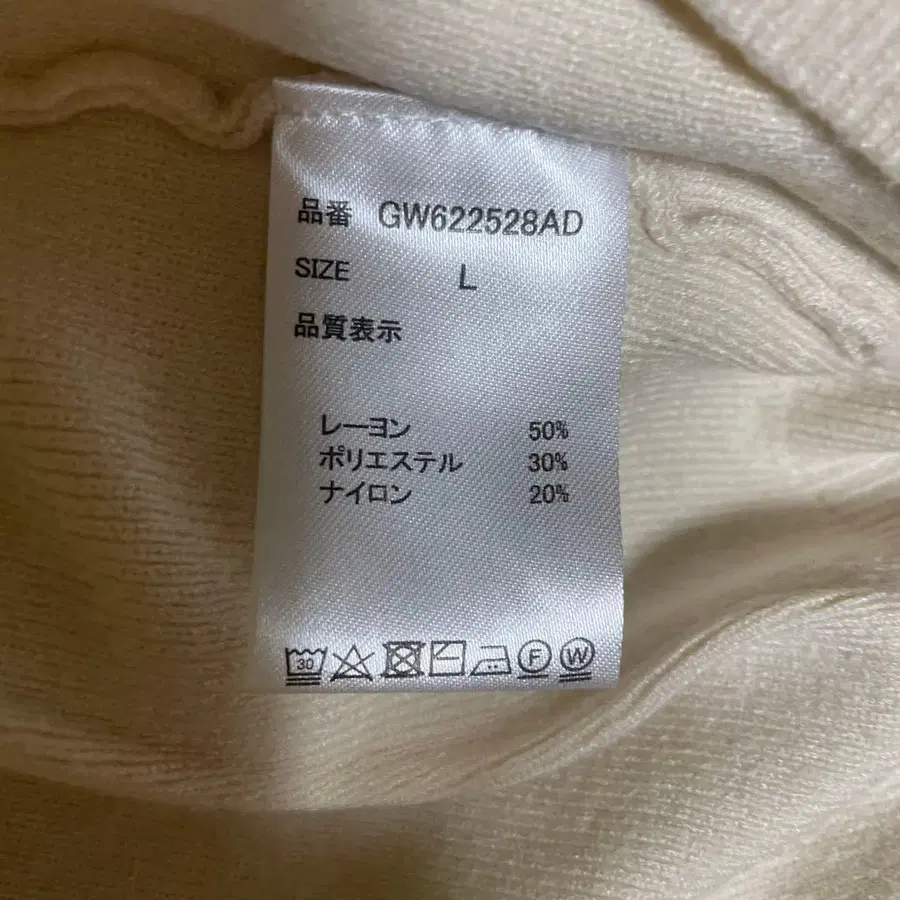 品番 GW622528AD
SIZE L
品質表示
レーヨン 50%
ポリエステル 30%
ナイロン 20%
30 F W